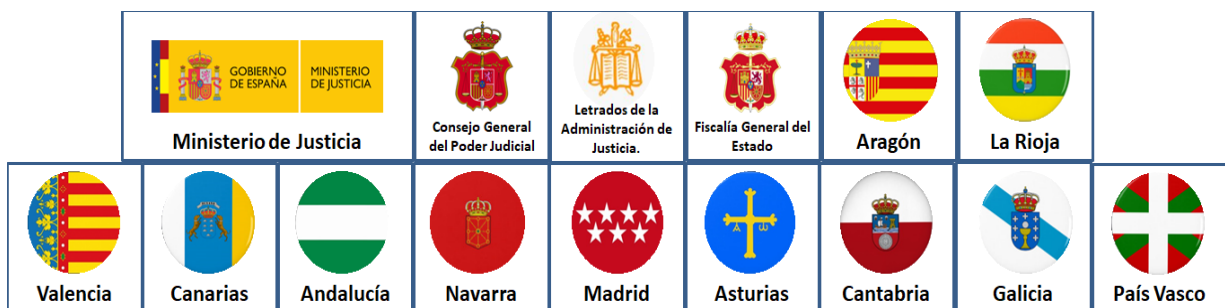 GOBIERNO
DE ESPAÑA
MINISTERIO
DE JUSTICIA
Ministerio de Justicia
Consejo General
del Poder Judicial
Letrados de la
Administración de
Justicia.
Fiscalía General del
Estado
Aragón
La Rioja
Valencia
Canarias
Andalucía
Navarra
Madrid
Asturias
Cantabria
Galicia
País Vasco